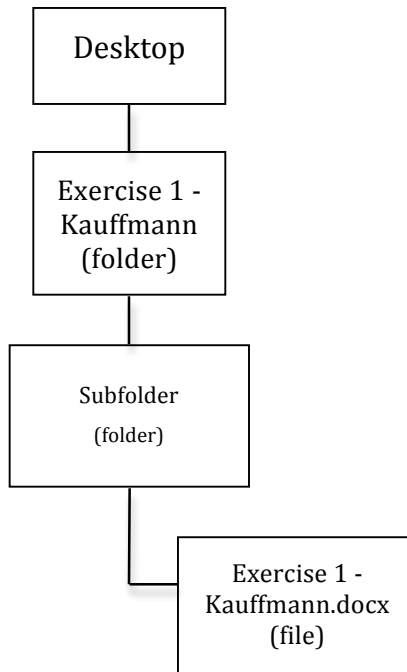 Desktop
Exercise 1 -
Kauffmann
(folder)
Subfolder
(folder)
Exercise 1 -
Kauffmann.docx
(file)